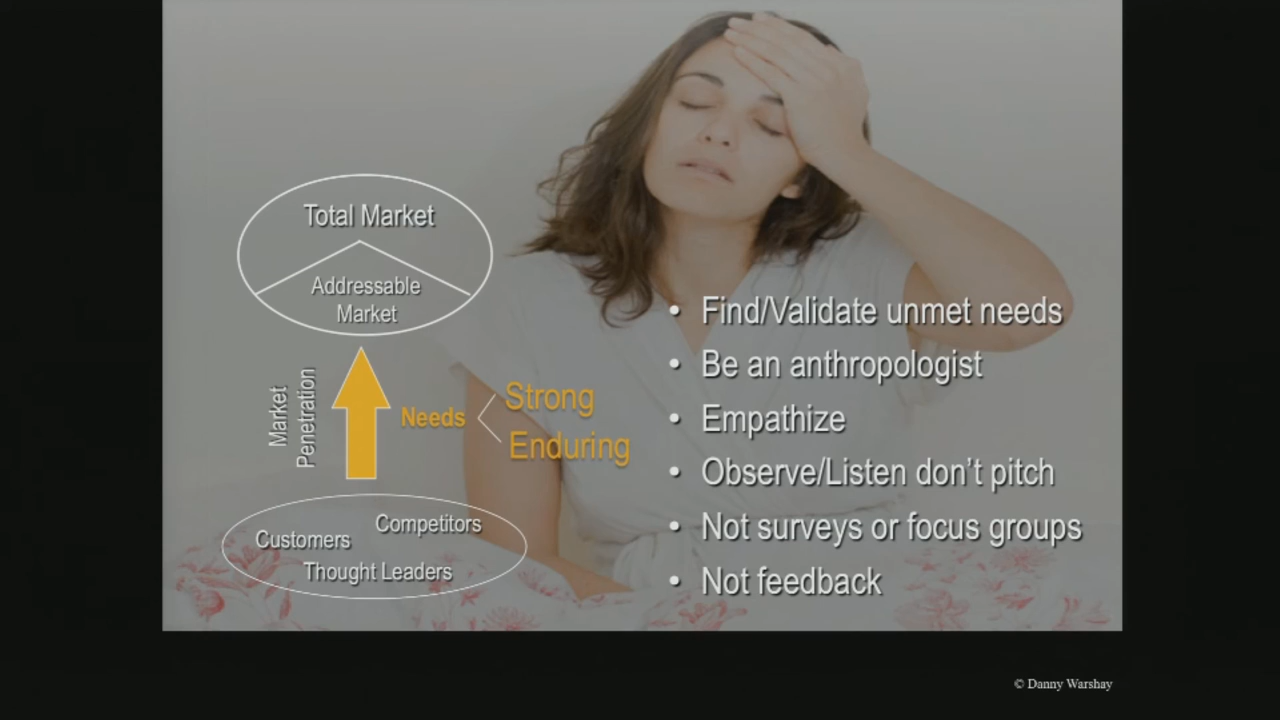 Total Market
Addressable
Market
Market
Penetration
Needs
Strong
Enduring
Customers
Competitors
Thought Leaders
• Find/Validate unmet needs
• Be an anthropologist
• Empathize
• Observe/Listen don't pitch
• Not surveys or focus groups
• Not feedback
© Danny Warshay